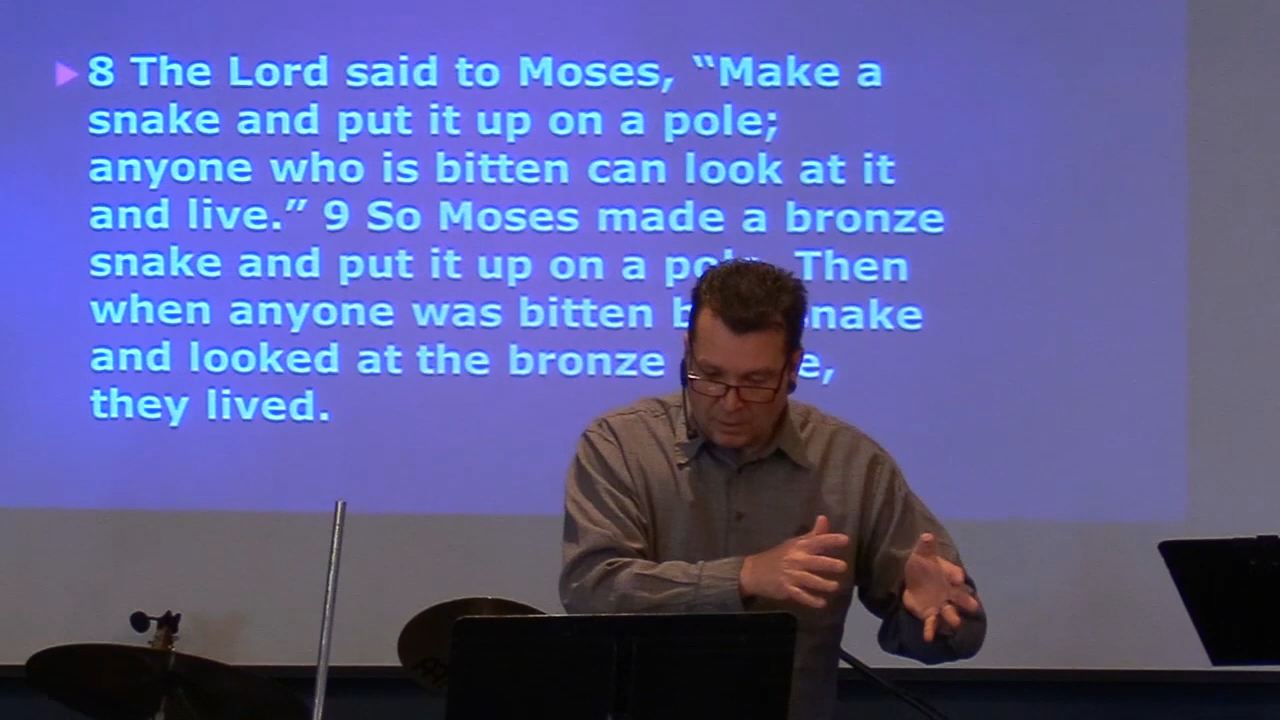 8 The Lord said to Moses, “Make a
snake and put it up on a pole;
anyone who is bitten can look at it
and live.” 9 So Moses made a bronze
snake and put it up on a pole. Then
when anyone was bitten snake
and looked at the bronze
they lived.